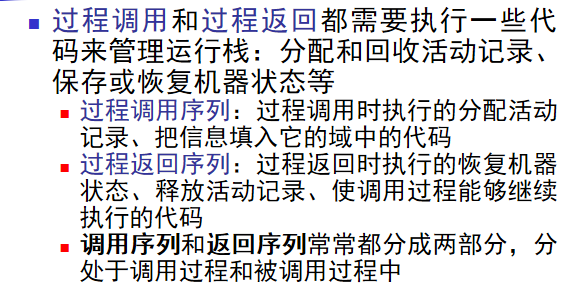 过程调用和过程返回都需要执行一些代
码来管理运行栈：分配和回收活动记录、
保存或恢复机器状态等
过程调用序列：过程调用时执行的分配活动
记录、把信息填入它的域中的代码
过程返回序列：过程返回时执行的恢复机器
状态、释放活动记录、使调用过程能够继续
执行的代码
调用序列和返回序列常常都分成两部分，分
处于调用过程和被调用过程中